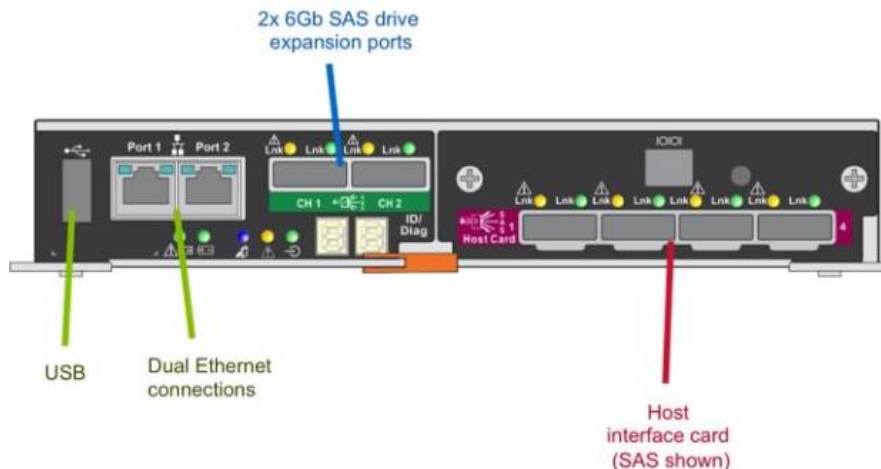 2x 6Gb SAS drive
expansion ports
Port 1 Port 2
Lnk Lnk Lnk Lnk
CH 1 CH 2
ID/
Diag
IOIOI
Lnk Lnk Lnk Lnk Lnk Lnk Lnk Lnk
1 4
Host Card
USB
Dual Ethernet
connections
Host
interface card
(SAS shown)